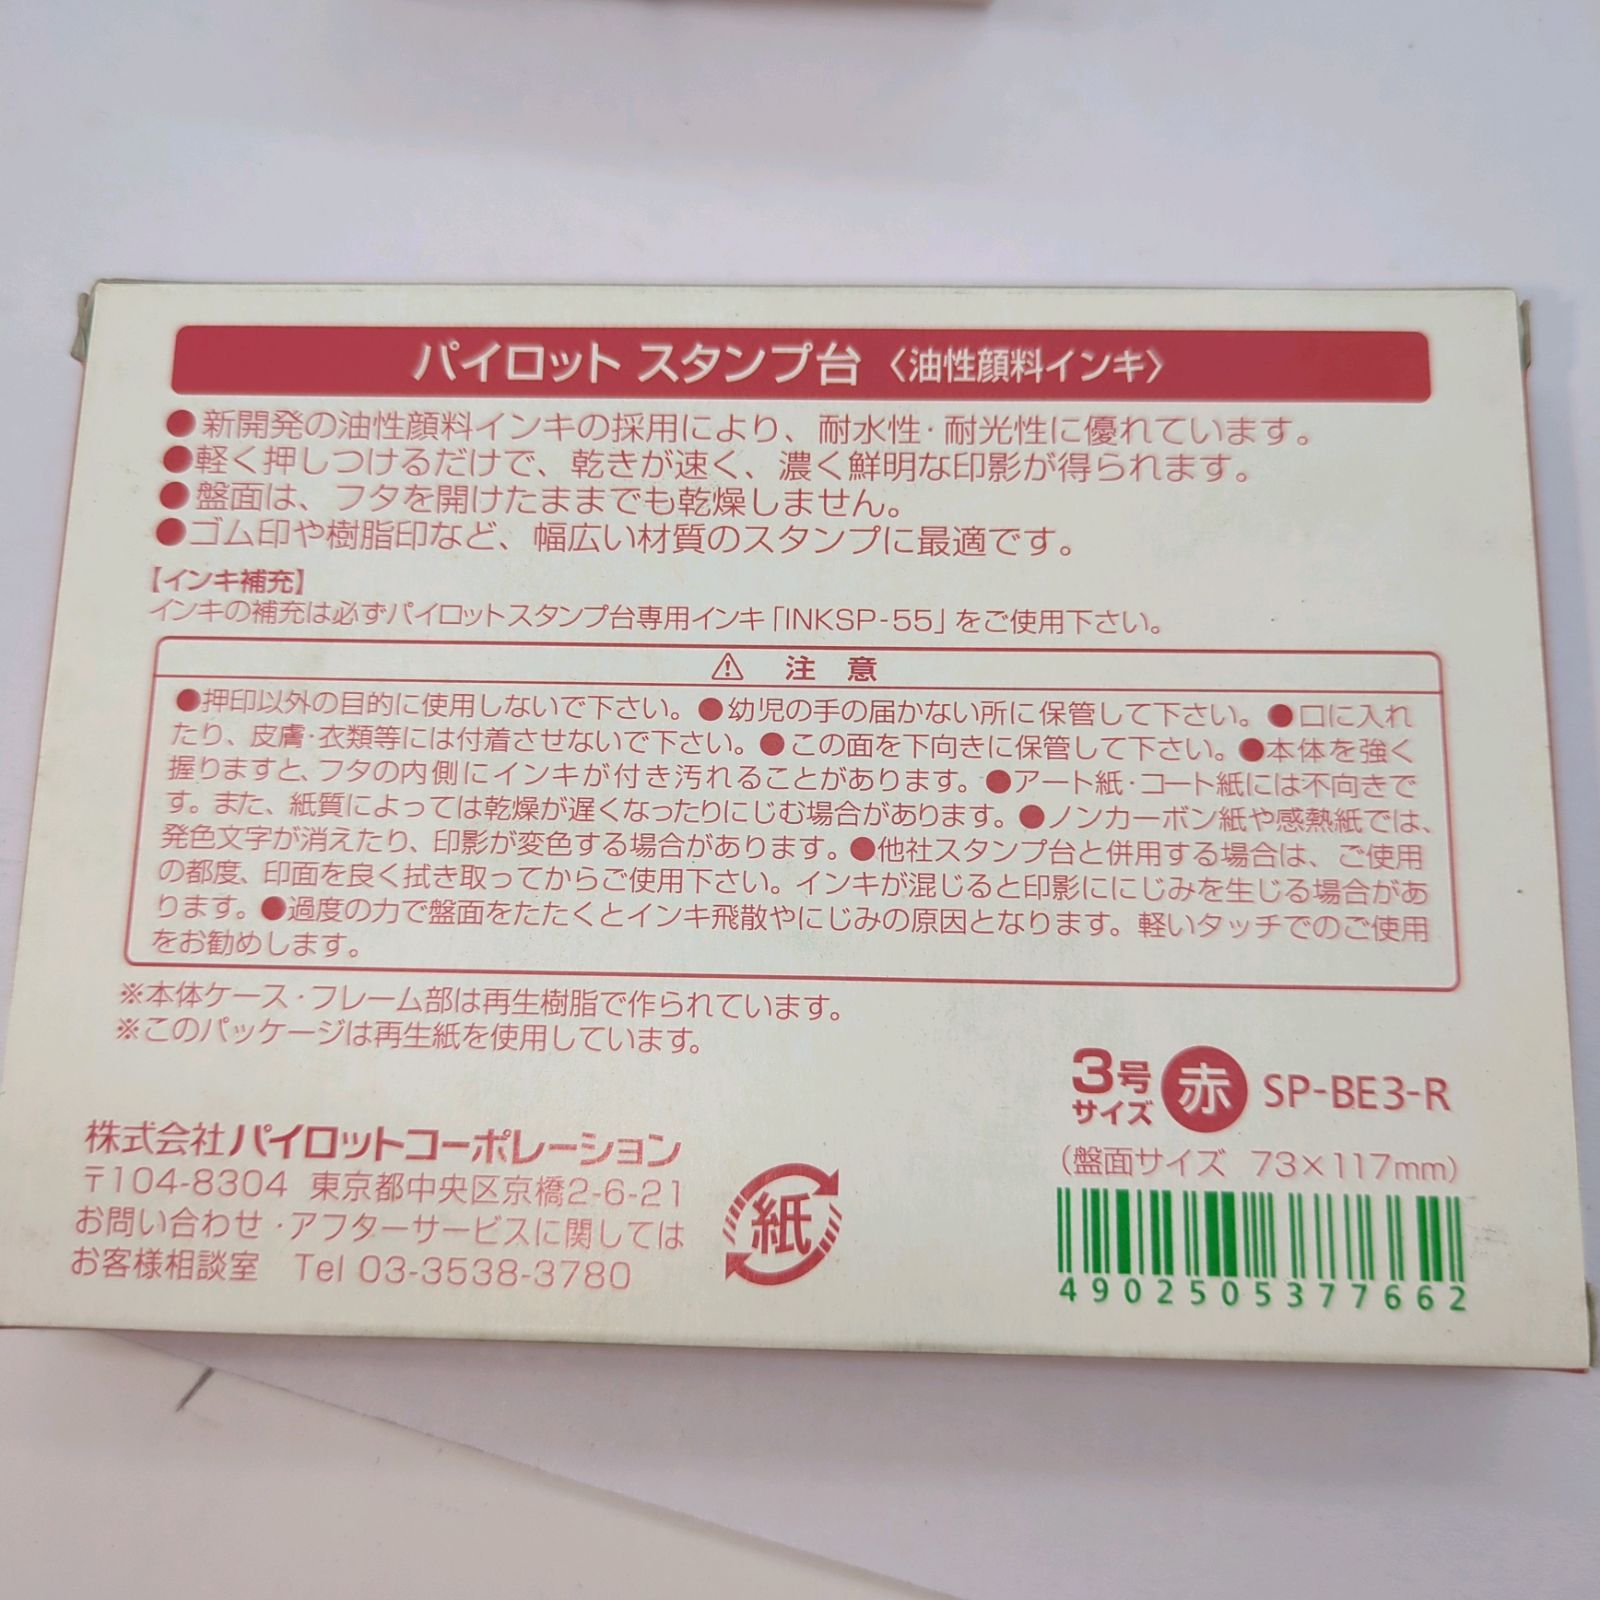 パイロット スタンプ台〈油性顔料インキ〉
●新開発の油性顔料インキの採用により、耐水性・耐光性に優れています。
●軽く押しつけるだけで、乾きが速く、濃く鮮明な印影が得られます。
●盤面は、フタを開けたままでも乾燥しません。
●ゴム印や樹脂印など、幅広い材質のスタンプに最適です。
【インキ補充】
インキの補充は必ずパイロットスタンプ台専用インキ「INKSP-55」をご使用下さい。
⚠ 注 意
●押印以外の目的に使用しないで下さい。●幼児の手の届かない所に保管して下さい。●口に入れ
たり、皮膚・衣類等には付着させないで下さい。●この面を下向きに保管して下さい。●本体を強く
握りますと、フタの内側にインキが付き汚れることがあります。●アート紙・コート紙には不向きで
す。また、紙質によっては乾燥が遅くなったりにじむ場合があります。●ノンカーボン紙や感熱紙では、
発色文字が消えたり、印影が変色する場合があります。●他社スタンプ台と併用する場合は、ご使用
の都度、印面を良く拭き取ってからご使用下さい。インキが混じると印影ににじみを生じる場合があ
ります。●過度の力で盤面をたたくとインキ飛散やにじみの原因となります。軽いタッチでのご使用
をお勧めします。
※本体ケース・フレーム部は再生樹脂で作られています。
※このパッケージは再生紙を使用しています。
3号
サイズ
赤
SP-BE3-R
(盤面サイズ 73×117mm)
株式会社パイロットコーポレーション
〒104-8304 東京都中央区京橋2-6-21
お問い合わせ・アフターサービスに関しては
お客様相談室 Tel 03-3538-3780
紙
4902505377662